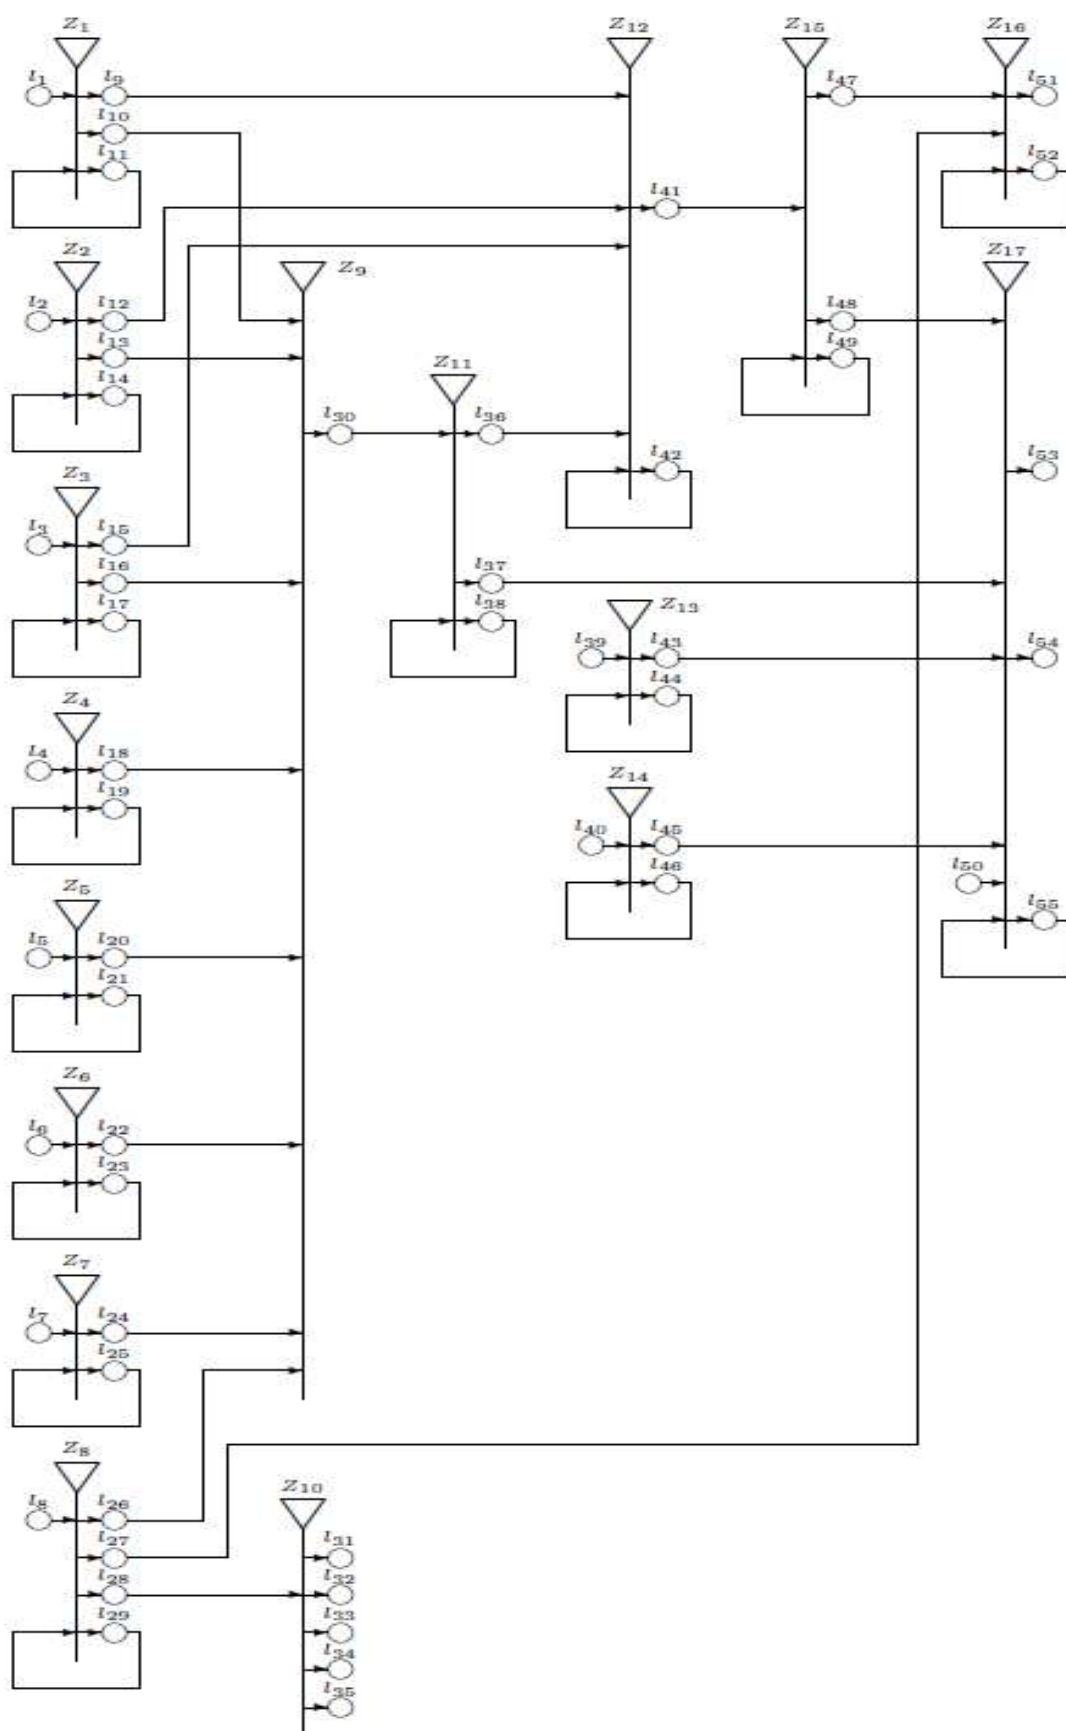 Z₁ Z₁₂ Z₁₅ Z₁₆
l₁ l₉ l₄₇ l₅₁
l₁₀
l₁₁ l₅₂
l₄₁
Z₂ Z₉ Z₁₇
l₂ l₁₂ l₄₈
l₁₃ l₄₉
Z₁₁
l₁₄
l₃₀ l₃₆
l₄₂ l₅₃
Z₃
l₃ l₁₅
l₁₆ l₃₇
l₁₇ l₃₈ Z₁₃
l₃₉ l₄₃ l₅₄
l₄₄
Z₄
l₄ l₁₈
Z₁₄
l₁₉
l₄₀ l₄₅
l₄₆ l₅₀
Z₅
l₅₅
l₅ l₂₀
l₂₁
Z₆
l₆ l₂₂
l₂₃
Z₇
l₇ l₂₄
l₂₅
Z₈
Z₁₀
l₈ l₂₆
l₂₇ l₃₁
l₂₈ l₃₂
l₂₉ l₃₃
l₃₄
l₃₅